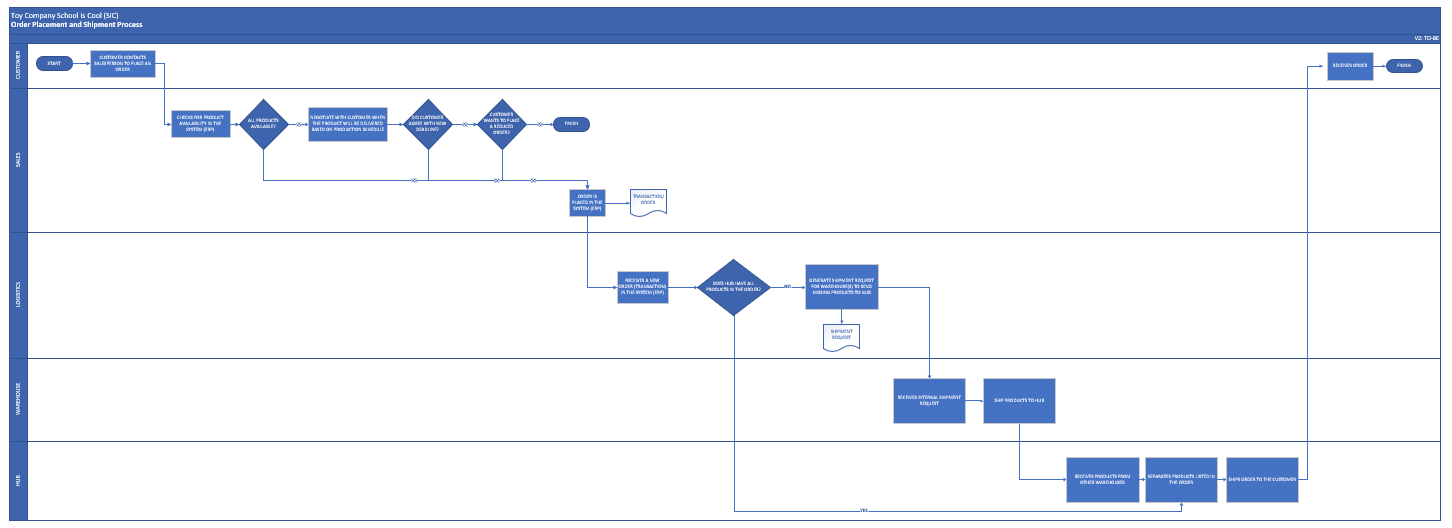 Toy Company School is Cool (SIC)
Order Placement and Shipment Process
V2: TO-BE
CUSTOMER
START
CUSTOMER CONTACTS
SALESPERSON TO PLACE AN
ORDER
RECEIVES ORDER
FINISH
SALES
CHECKS FOR PRODUCT
AVAILABILITY IN THE
SYSTEM (ERP)
ALL PRODUCTS
AVAILABLE?
NEGOTIATE WITH CUSTOMER WHEN
THE PRODUCT WILL BE DELIVERED
BASED ON PRODUCTION SCHEDULE
DID CUSTOMER
AGREE WITH NEW
DEADLINE?
CUSTOMER
WANTS TO PLACE
A REDUCED
ORDER?
FINISH
ORDER IS
PLACED IN THE
SYSTEM (ERP)
TRANSACTION/
ORDER
LOGISTICS
RECEIVES A NEW
ORDER (TRANSACTION)
IN THE SYSTEM (ERP)
DOES HUB HAVE ALL
PRODUCTS IN THE ORDER?
NO
GENERATE SHIPMENT REQUEST
FOR WAREHOUSE(S) TO SEND
MISSING PRODUCTS TO HUB
SHIPMENT
REQUEST
WAREHOUSE
RECEIVES INTERNAL SHIPMENT
REQUEST
SHIP PRODUCTS TO HUB
HUB
RECEIVES PRODUCTS FROM
OTHER WAREHOUSES
SEPARATES PRODUCTS LISTED IN
THE ORDER
SHIPS ORDER TO THE CUSTOMER
YES